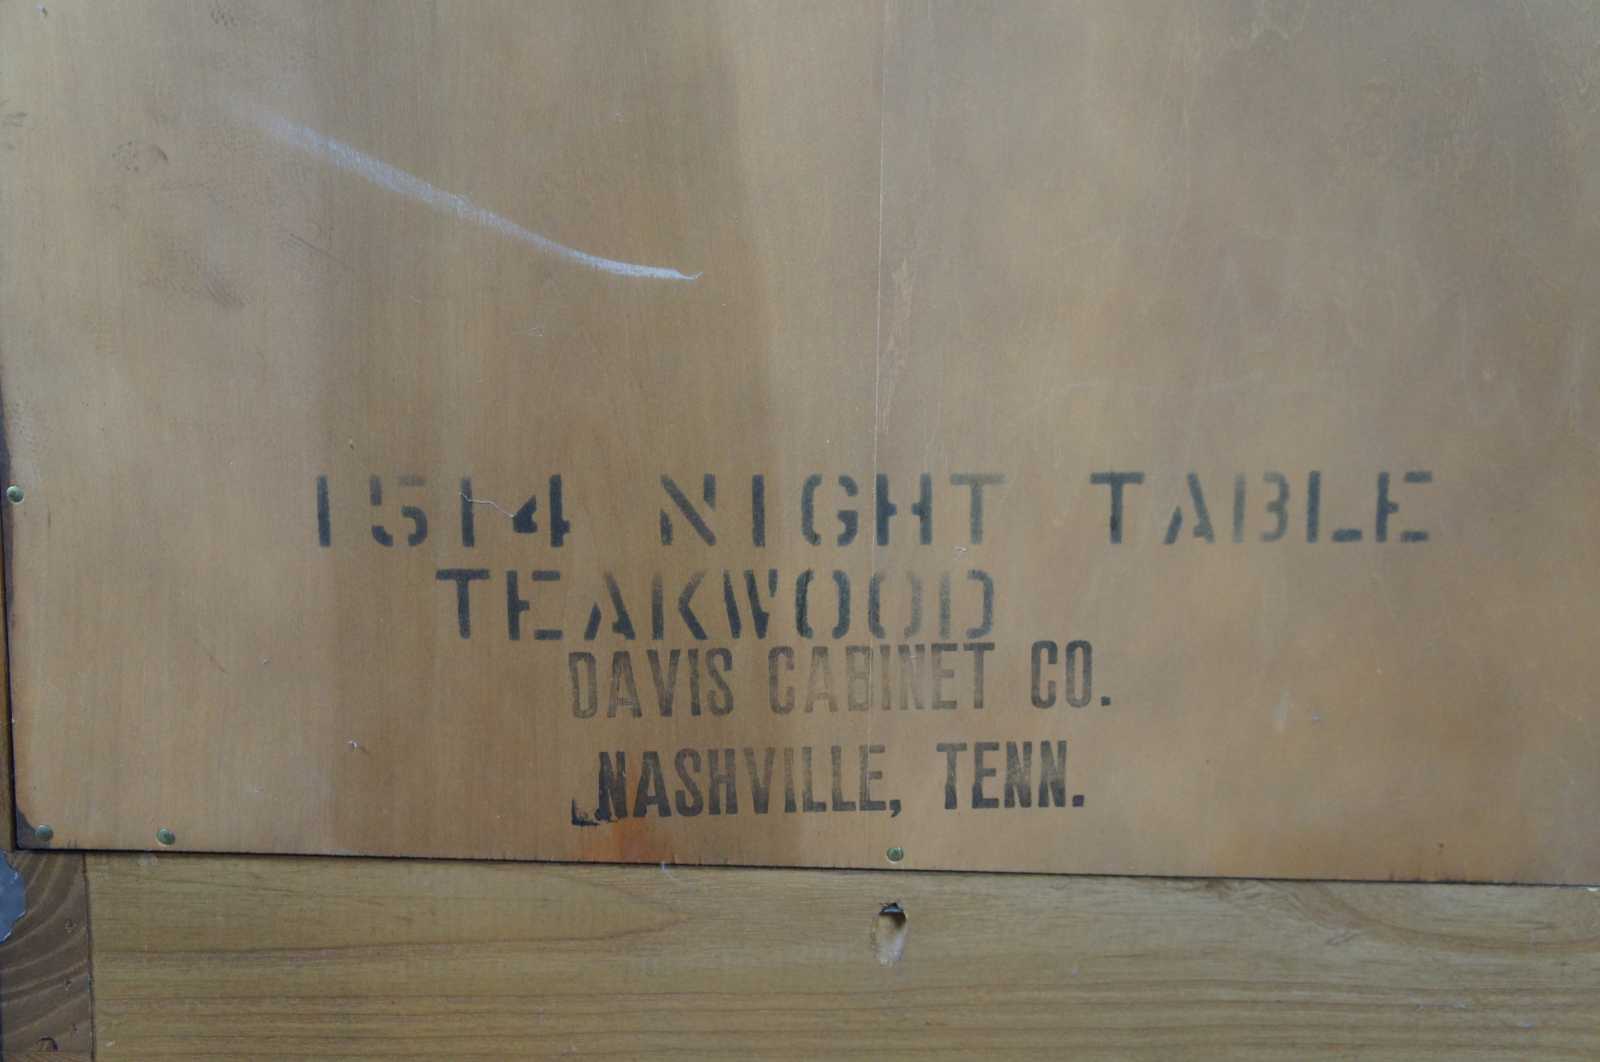 1514 NIGHT TABLE
TEAKWOOD
DAVIS CABINET CO.
NASHVILLE, TENN.